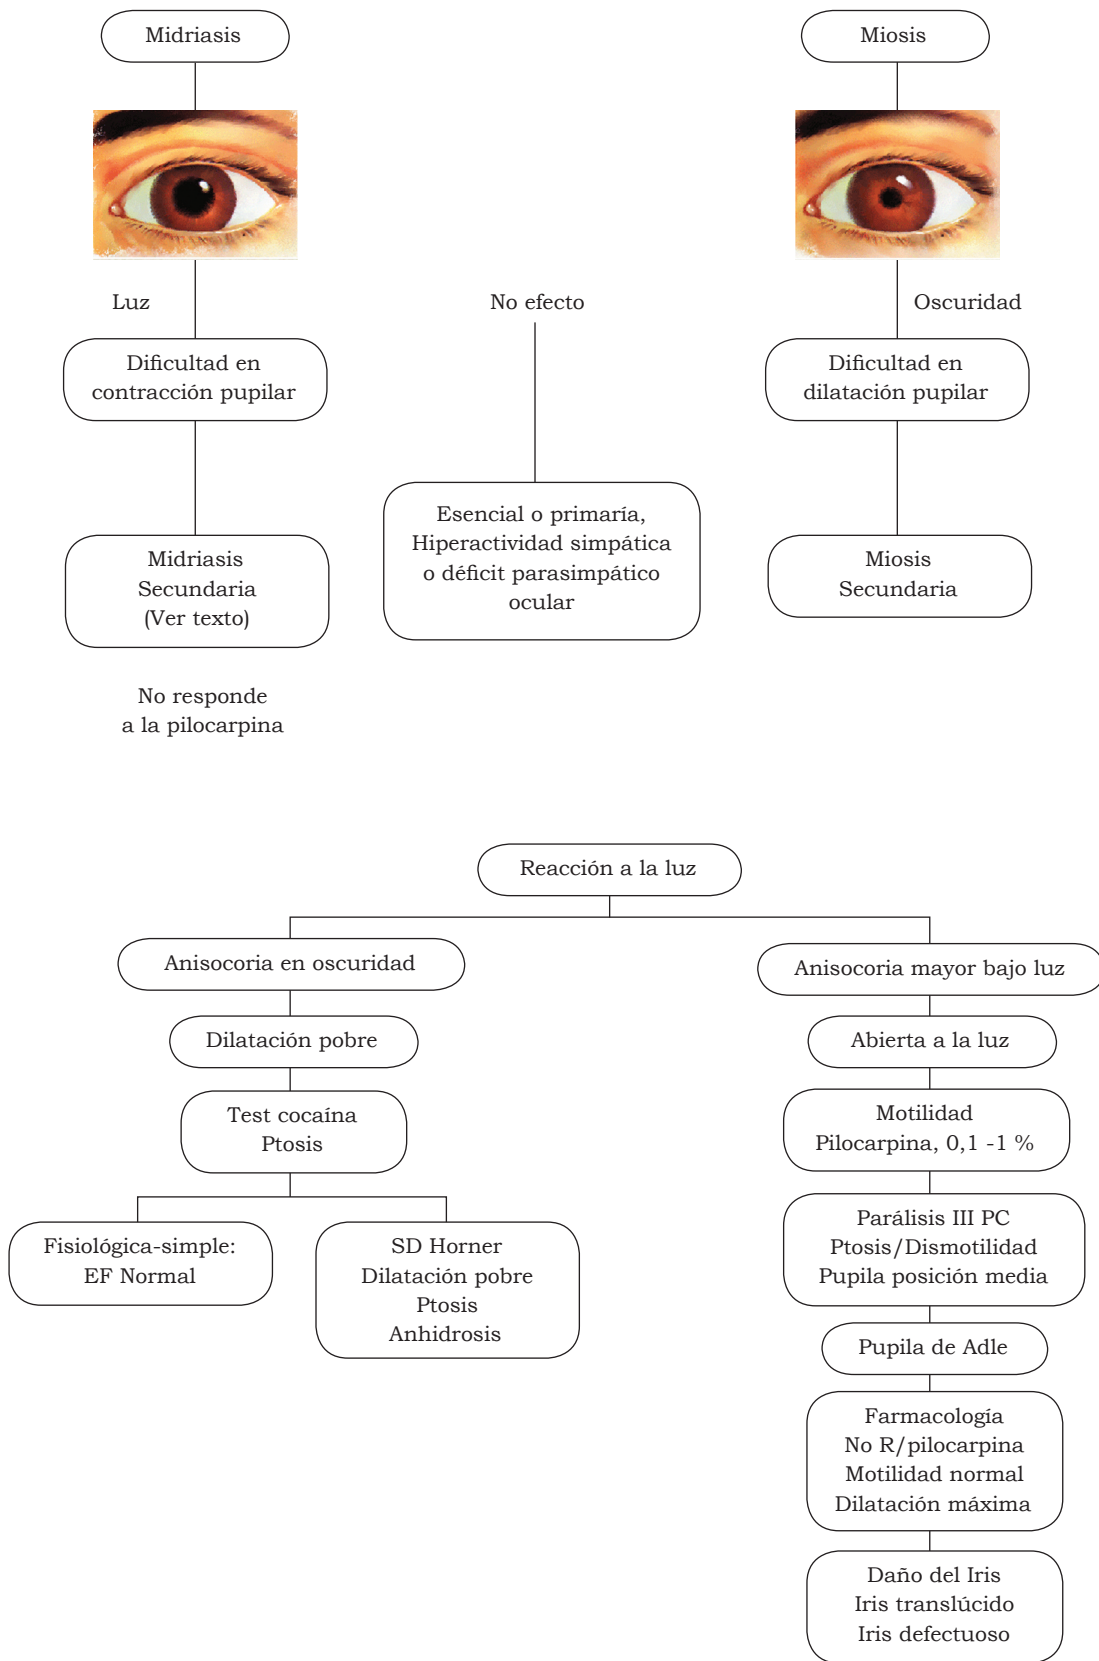 Midriasis
Miosis
Luz
No efecto
Oscuridad
Dificultad en
contracción pupilar
Dificultad en
dilatación pupilar
Esencial o primaría,
Hiperactividad simpática
o déficit parasimpático
ocular
Midriasis
Secundaria
(Ver texto)
Miosis
Secundaria
No responde
a la pilocarpina
Reacción a la luz
Anisocoria en oscuridad
Dilatación pobre
Test cocaína
Ptosis
Fisiológica-simple:
EF Normal
SD Horner
Dilatación pobre
Ptosis
Anhidrosis
Anisocoria mayor bajo luz
Abierta a la luz
Motilidad
Pilocarpina, 0,1 -1 %
Parálisis III PC
Ptosis/Dismotilidad
Pupila posición media
Pupila de Adle
Farmacología
No R/pilocarpina
Motilidad normal
Dilatación máxima
Daño del Iris
Iris translúcido
Iris defectuoso